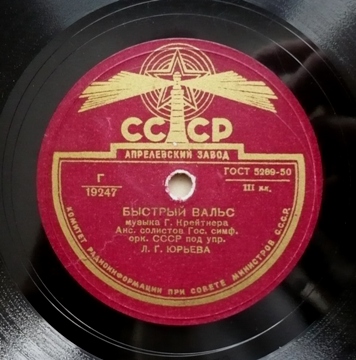 СССР
АПРЕЛЕВСКИЙ ЗАВОД
Г
19247
ГОСТ 5289-50
III кл.
БЫСТРЫЙ ВАЛЬС
музыка Г. Крейтнера
Анс. солистов Гос. симф.
орк. СССР под упр.
Л. Г. ЮРЬЕВА
КОМИТЕТ РАДИОИНФОРМАЦИИ ПРИ СОВЕТЕ МИНИСТРОВ СССР